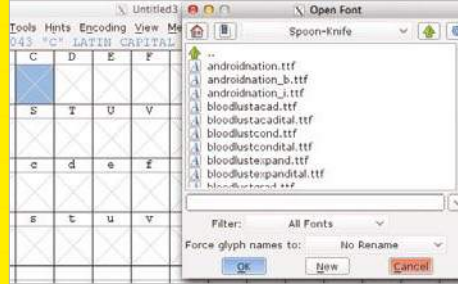 Untitled3
Tools Hints Encoding View Me
043 "C" LATIN CAPITAL
C D E F
S T U V
c d e f
s t u v
Open Font
Spoon-Knife
..
androidnation.ttf
androidnation_b.ttf
androidnation_i.ttf
bloodlustacad.ttf
bloodlustacadital.ttf
bloodlustcond.ttf
bloodlustcondital.ttf
bloodlustexpand.ttf
bloodlustexpandital.ttf
Filter: All Fonts
Force glyph names to: No Rename
OK New Cancel